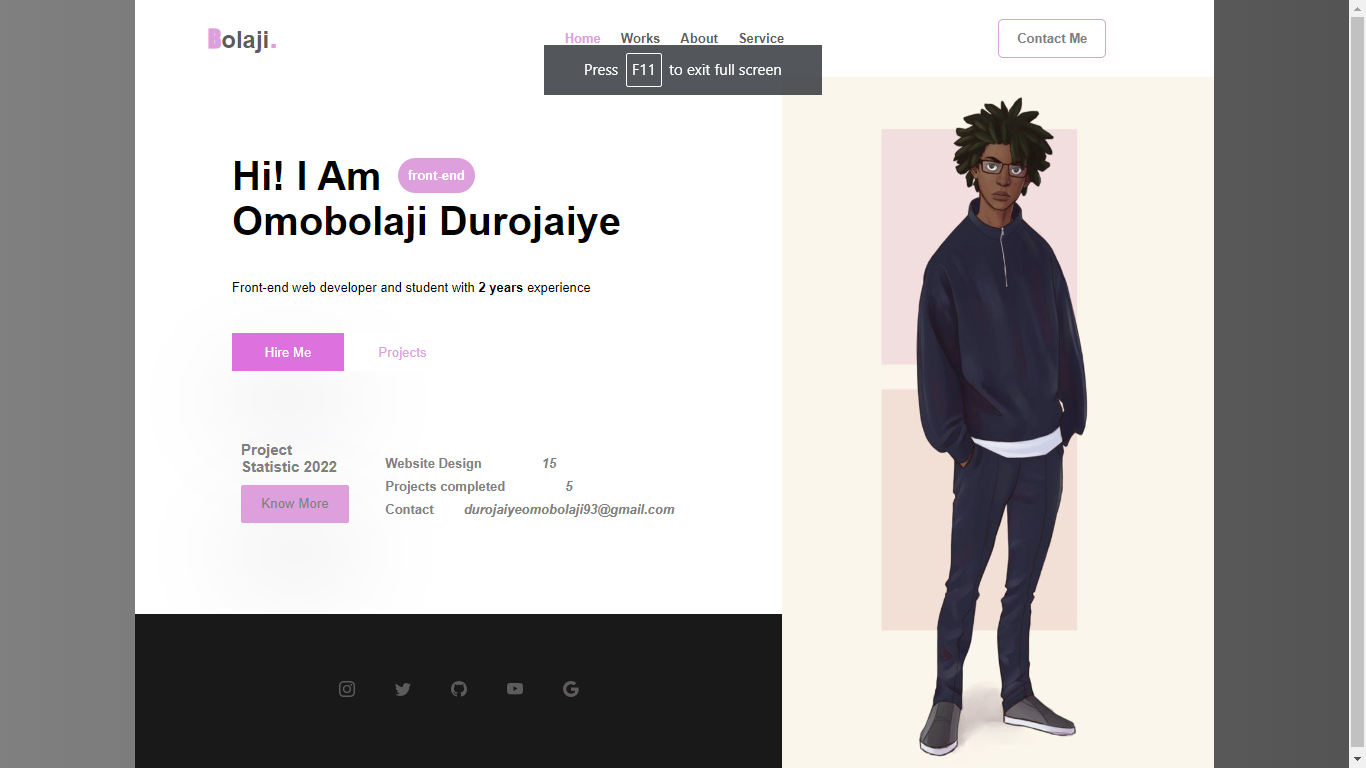 Bolaji.
Home Works About Service
Contact Me
Press F11 to exit full screen
Hi! I Am front-end
Omobolaji Durojaiye
Front-end web developer and student with 2 years experience
Hire Me Projects
Project
Statistic 2022
Know More
Website Design 15
Projects completed 5
Contact durojaiyeomobolaji93@gmail.com